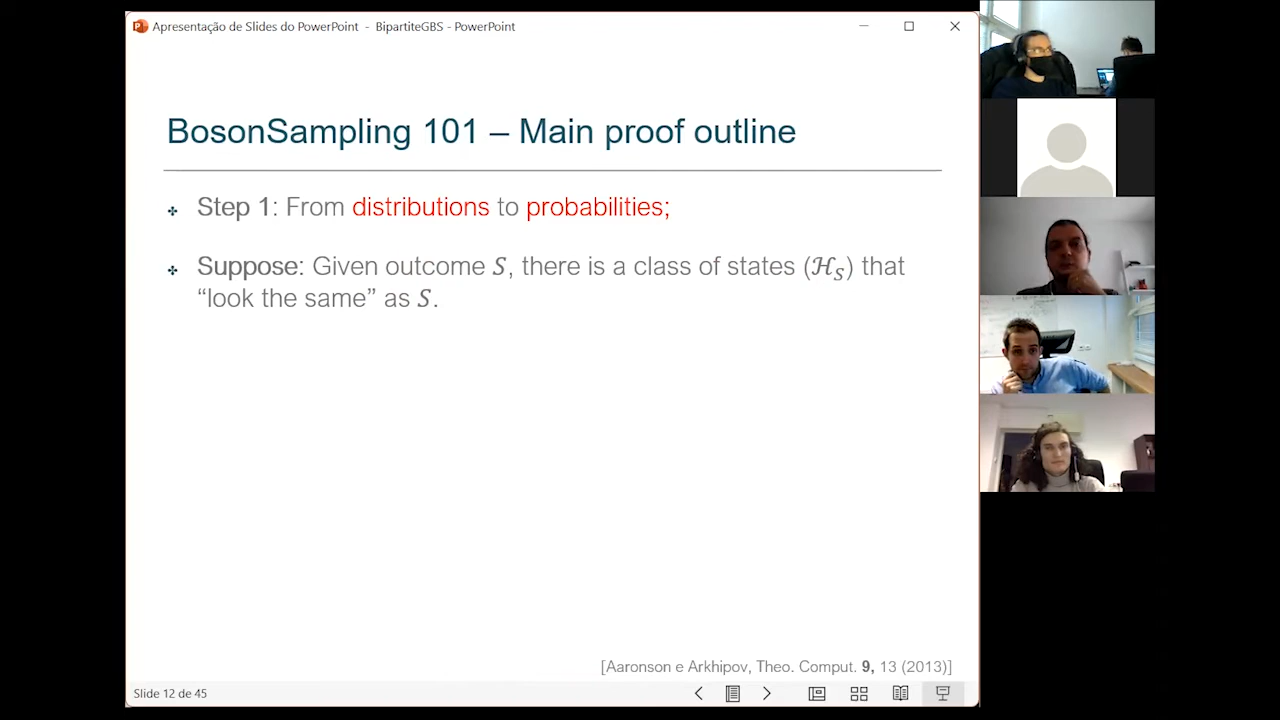 Apresentação de Slides do PowerPoint - BipartiteGBS - PowerPoint
BosonSampling 101 – Main proof outline
Step 1: From distributions to probabilities;
Suppose: Given outcome 𝑆, there is a class of states (ℋ𝑆) that
“look the same” as 𝑆.
[Aaronson e Arkhipov, Theo. Comput. 9, 13 (2013)]
Slide 12 de 45